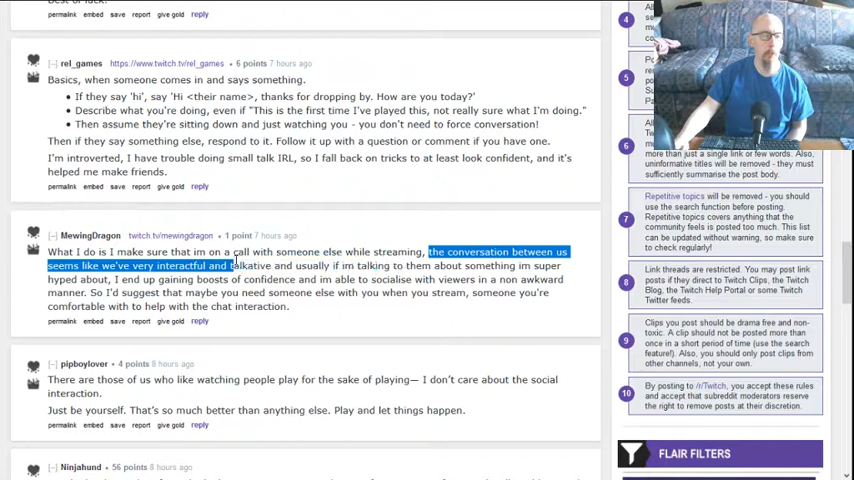 permalink embed save report give gold reply
[–] rel_games https://www.twitch.tv/rel_games • 6 points 7 hours ago
Basics, when someone comes in and says something.
• If they say 'hi', say 'Hi <their name>, thanks for dropping by. How are you today?'
• Describe what you're doing, even if "This is the first time I've played this, not really sure what I'm doing."
• Then assume they're sitting down and just watching you - you don't need to force conversation!
Then if they say something else, respond to it. Follow it up with a question or comment if you have one.
I'm introverted, I have trouble doing small talk IRL, so I fall back on tricks to at least look confident, and it's
helped me make friends.
permalink embed save report give gold reply
[–] MewingDragon twitch.tv/mewingdragon • 1 point 7 hours ago
What I do is I make sure that im on a call with someone else while streaming, the conversation between us
seems like we've very interactful and talkative and usually if im talking to them about something im super
hyped about, I end up gaining boosts of confidence and im able to socialise with viewers in a non awkward
manner. So I'd suggest that maybe you need someone else with you when you stream, someone you're
comfortable with to help with the chat interaction.
permalink embed save report give gold reply
[–] pipboylover • 4 points 8 hours ago
There are those of us who like watching people play for the sake of playing— I don't care about the social
interaction.
Just be yourself. That's so much better than anything else. Play and let things happen.
permalink embed save report give gold reply
[–] Ninjahund • 56 points 8 hours ago
4
5
6
more than just a single link or few words. Also,
uninformative titles will be removed - they must
sufficiently summarise the post body.
7
Repetitive topics will be removed - you should
use the search function before posting.
Repetitive topics covers anything that the
community feels is posted too much. This list
can be updated without warning, so make sure
to check regularly!
8
Link threads are restricted. You may post links
if they direct to Twitch Clips, the Twitch
Blog, the Twitch Help Portal or some Twitch
Twitter feeds.
9
Clips you post should be drama free and non-
toxic. A clip should not be posted more than
once in a short period of time (use the search
feature!). Also, you should only post clips from
other channels, not your own.
10
By posting to /r/Twitch, you accept these rules
and accept that subreddit moderators reserve
the right to remove posts at their discretion.
FLAIR FILTERS